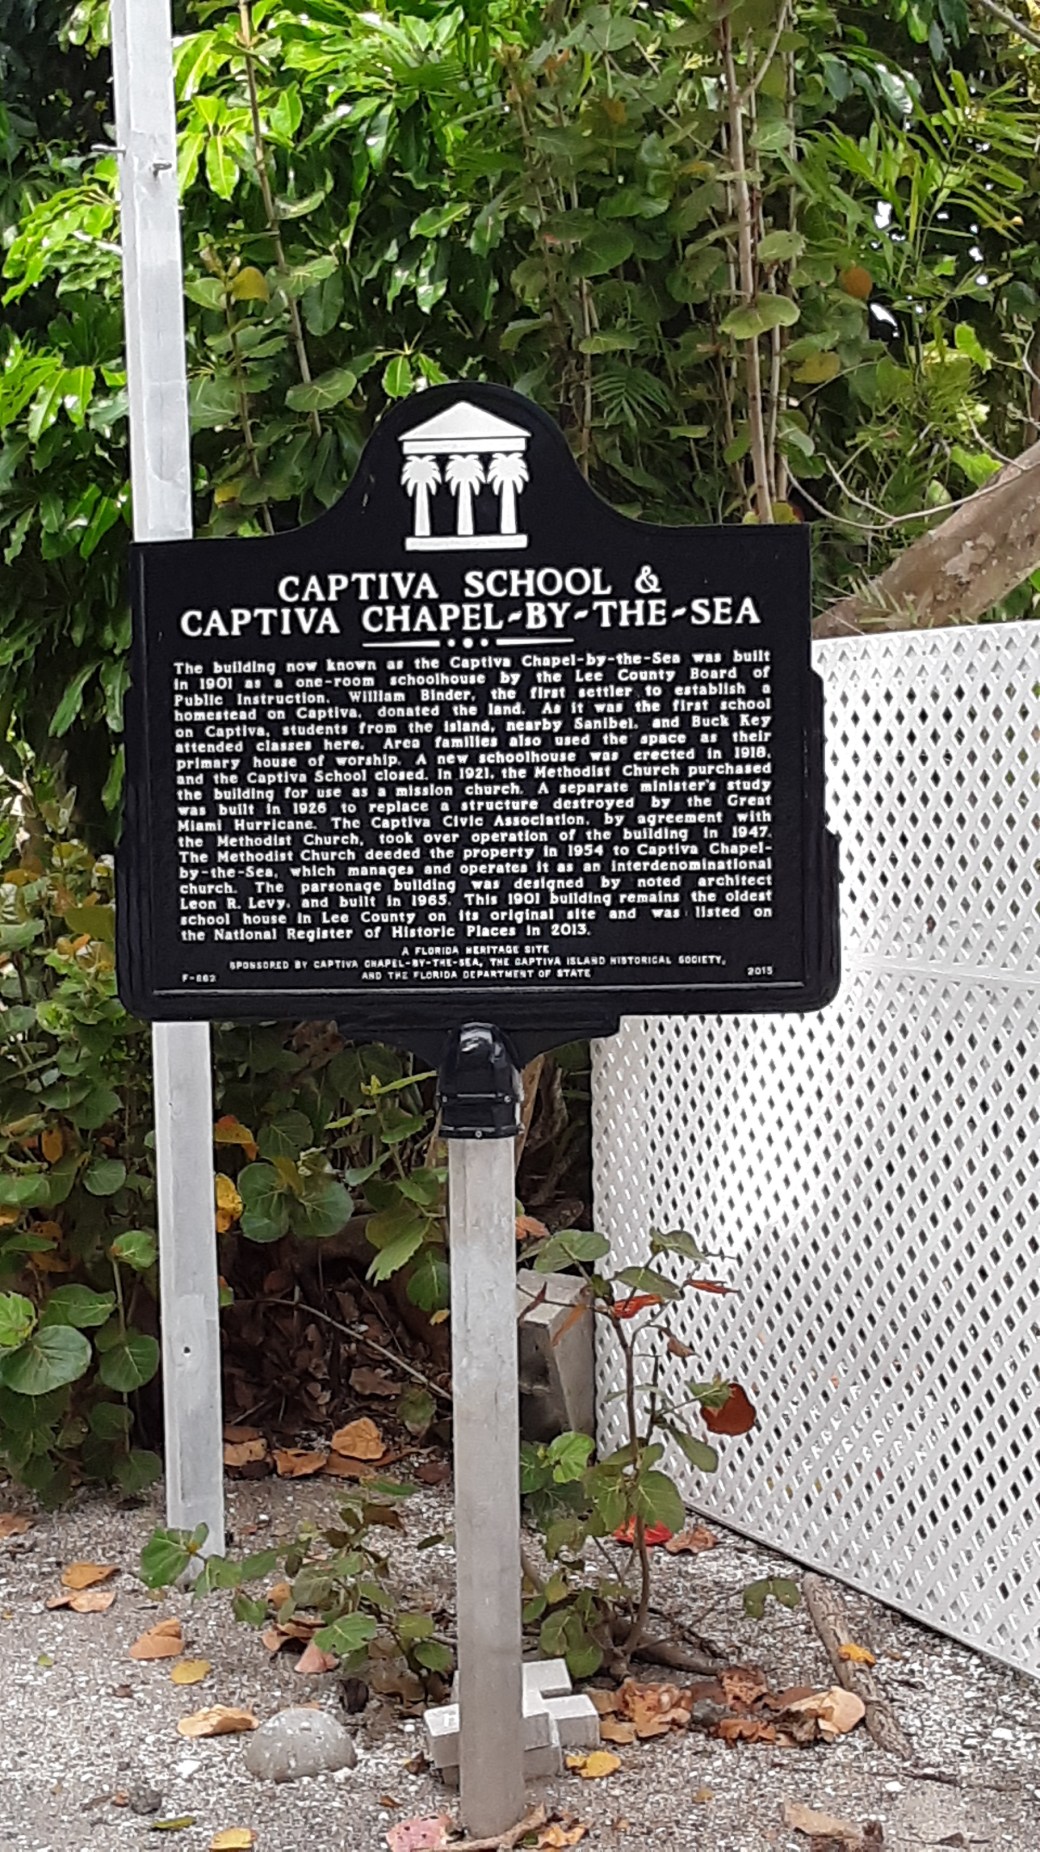 CAPTIVA SCHOOL &
CAPTIVA CHAPEL-BY-THE-SEA
The building now known as the Captiva Chapel-by-the-Sea was built
in 1901 as a one-room schoolhouse by the Lee County Board of
Public Instruction. William Binder, the first settler to establish a
homestead on Captiva, donated the land. As it was the first school
on Captiva, students from the island, nearby Sanibel, and Buck Key
attended classes here. Area families also used the space as their
primary house of worship. A new schoolhouse was erected in 1918,
and the Captiva School closed. In 1921, the Methodist Church purchased
the building for use as a mission church. A separate minister's study
was built in 1926 to replace a structure destroyed by the Great
Miami Hurricane. The Captiva Civic Association, by agreement with
the Methodist Church, took over operation of the building in 1947.
The Methodist Church deeded the property in 1954 to Captiva Chapel-
by-the-Sea, which manages and operates it as an interdenominational
church. The parsonage building was designed by noted architect
Leon R. Levy, and built in 1965. This 1901 building remains the oldest
school house in Lee County on its original site and was listed on
the National Register of Historic Places in 2013.
A FLORIDA HERITAGE SITE
SPONSORED BY CAPTIVA CHAPEL-BY-THE-SEA, THE CAPTIVA ISLAND HISTORICAL SOCIETY,
F-862 AND THE FLORIDA DEPARTMENT OF STATE 2015